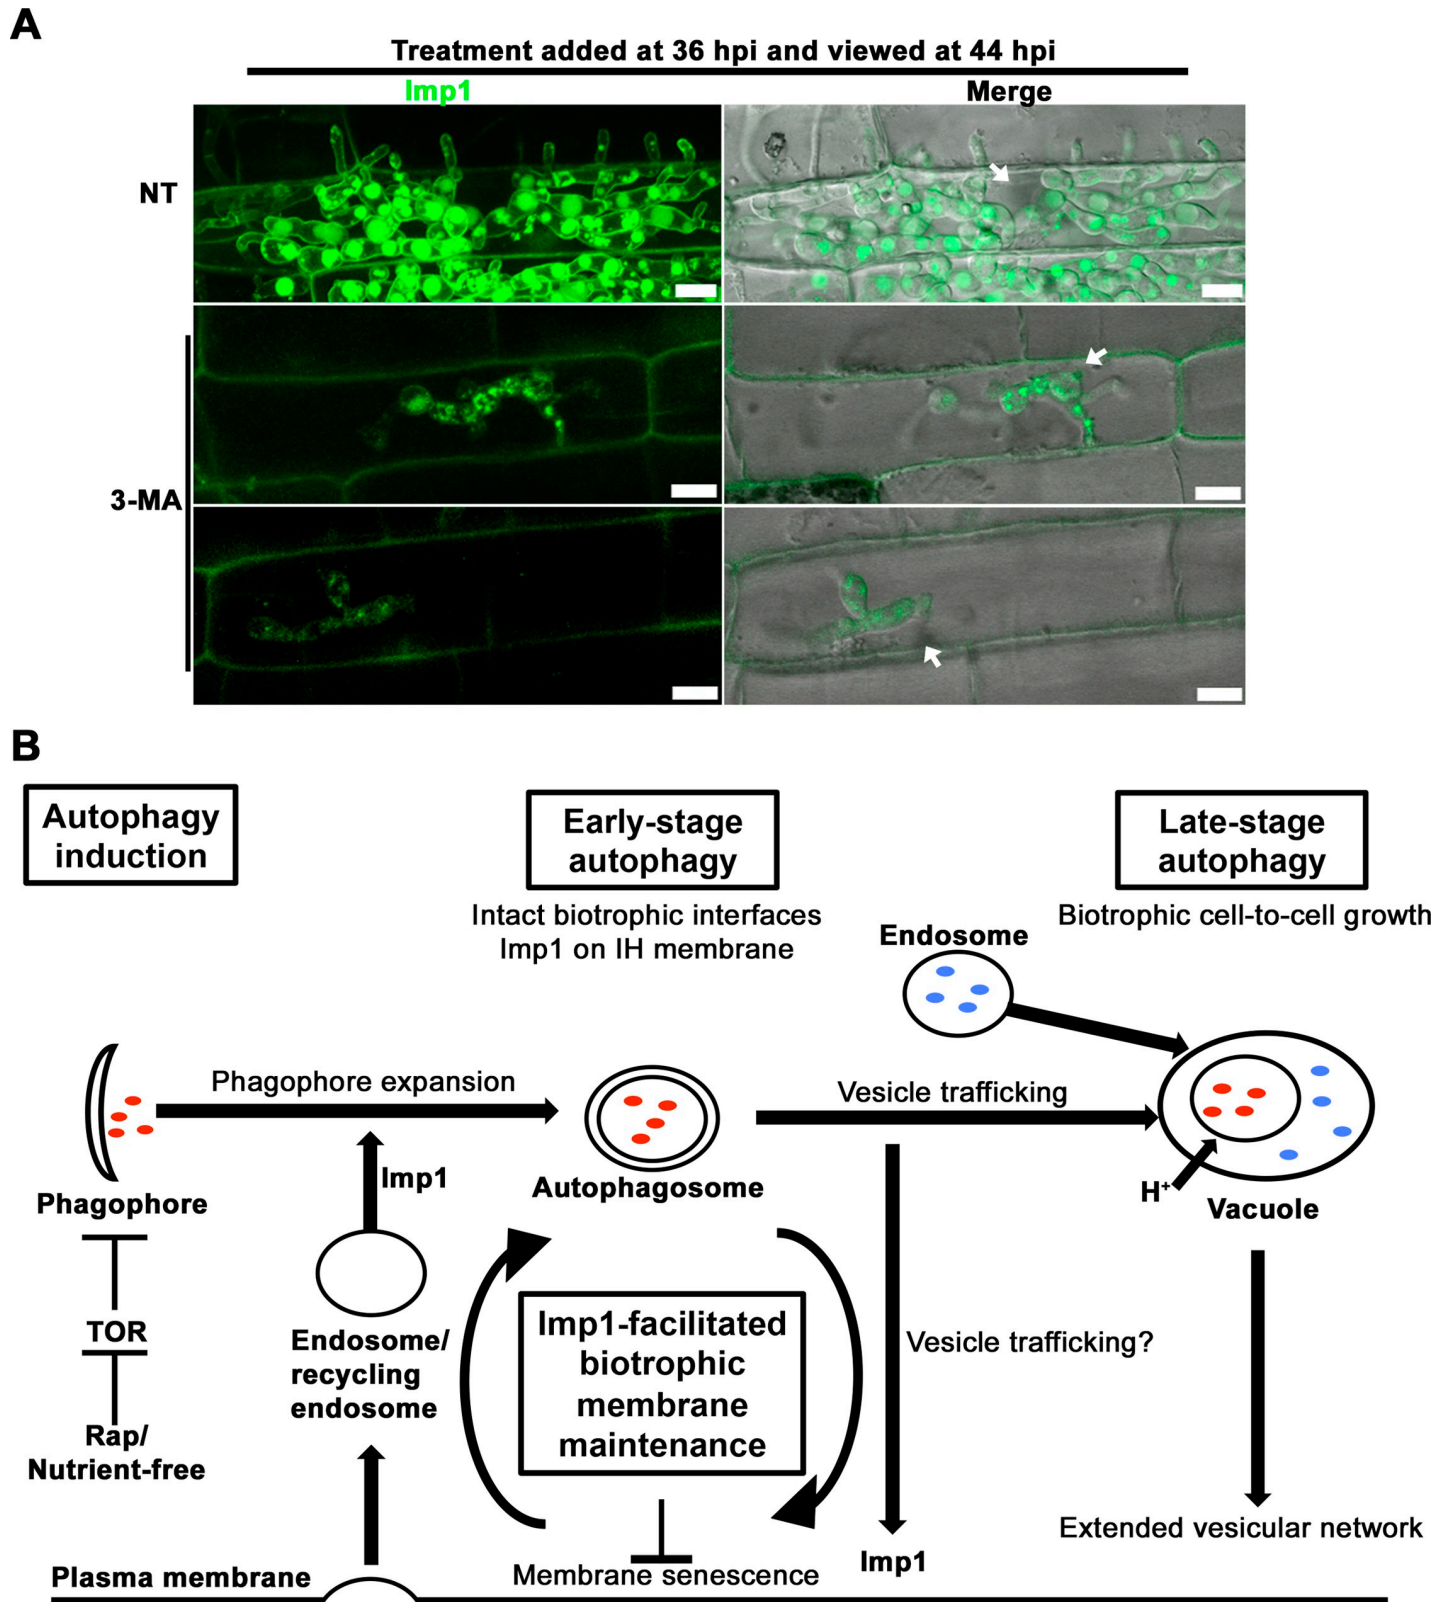 A
Treatment added at 36 hpi and viewed at 44 hpi
Imp1
Merge
NT
3-MA
B
Autophagy
induction
Early-stage
autophagy
Late-stage
autophagy
Intact biotrophic interfaces
Imp1 on IH membrane
Biotrophic cell-to-cell growth
Endosome
Phagophore expansion
Vesicle trafficking
Imp1
Phagophore
Autophagosome
H⁺
Vacuole
TOR
Rap/
Nutrient-free
Endosome/
recycling
endosome
Imp1-facilitated
biotrophic
membrane
maintenance
Vesicle trafficking?
Extended vesicular network
Imp1
Membrane senescence
Plasma membrane